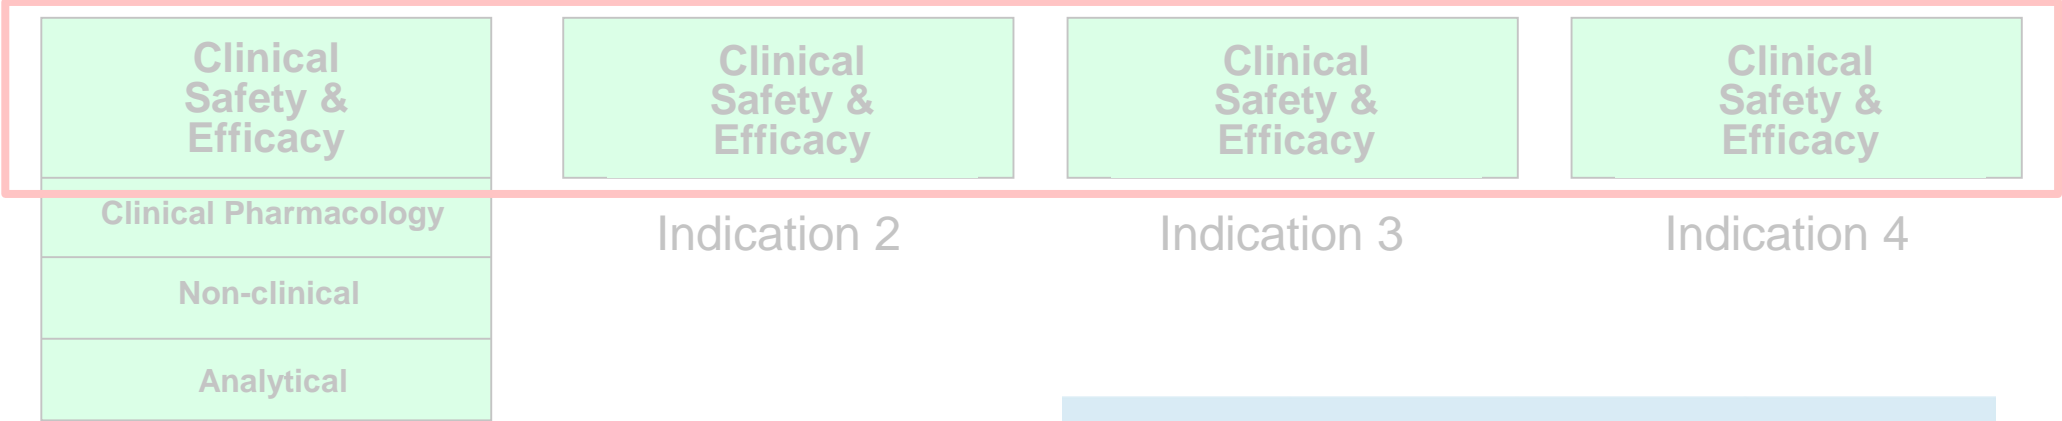 Clinical
Safety &
Efficacy
Clinical
Safety &
Efficacy
Clinical
Safety &
Efficacy
Clinical
Safety &
Efficacy
Clinical Pharmacology
Indication 2
Indication 3
Indication 4
Non-clinical
Analytical